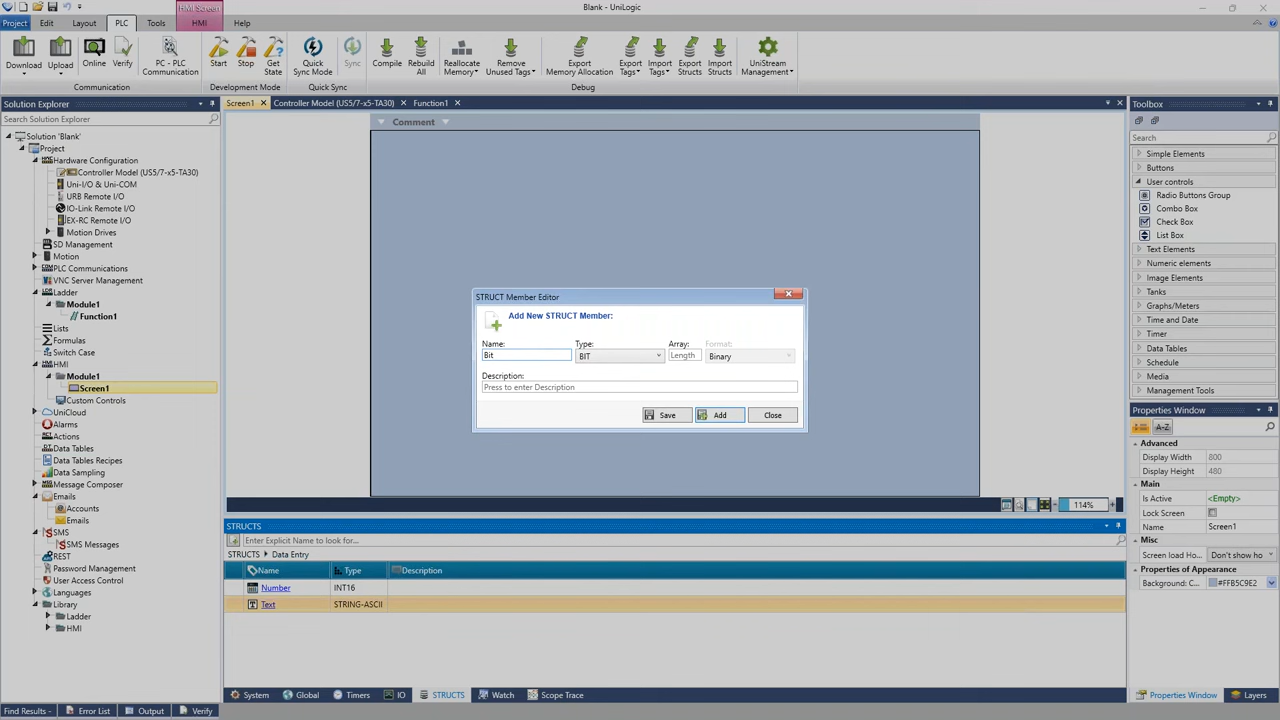 Blank - UniLogic
HMI Screen
Project Edit Layout PLC Tools HMI Help
Download Upload Online Verify PC - PLC Communication Start Stop Get State Quick Sync Mode Sync Compile Rebuild All Reallocate Memory Remove Unused Tags Export Memory Allocation Export Tags Import Tags Export Structs Import Structs UniStream Management
Communication Development Mode Quick Sync Debug
Solution Explorer
Search Solution Explorer
Solution 'Blank'
Project
Hardware Configuration
Controller Model (US5/7-x5-TA30)
Uni-I/O & Uni-COM
URB Remote I/O
IO-Link Remote I/O
EX-RC Remote I/O
Motion Drives
SD Management
Motion
PLC Communications
VNC Server Management
Ladder
Module1
Function1
Lists
Formulas
Switch Case
HMI
Module1
Screen1
Custom Controls
UniCloud
Alarms
Actions
Data Tables
Data Tables Recipes
Data Sampling
Message Composer
Emails
Accounts
Emails
SMS
SMS Messages
REST
Password Management
User Access Control
Languages
Library
Ladder
HMI
Find Results - Error List Output Verify
Screen1 Controller Model (US5/7-x5-TA30) Function1
Comment
STRUCT Member Editor
Add New STRUCT Member:
Name: Type: Array: Format:
Bit BIT Length Binary
Description:
Press to enter Description
Save Add Close
114%
STRUCTS
Enter Explicit Name to look for...
STRUCTS Data Entry
Name Type Description
Number INT16
Text STRING-ASCII
System Global Timers IO STRUCTS Watch Scope Trace
Toolbox
Search
Simple Elements
Buttons
User controls
Radio Buttons Group
Combo Box
Check Box
List Box
Text Elements
Numeric elements
Image Elements
Tanks
Graphs/Meters
Time and Date
Timer
Data Tables
Schedule
Media
Management Tools
Properties Window
A-Z
Advanced
Display Width 800
Display Height 480
Main
Is Active <Empty>
Lock Screen
Name Screen1
Misc
Screen load Ho... Don't show ho
Properties of Appearance
Background: C... #FFB5C9E2
Properties Window Layers